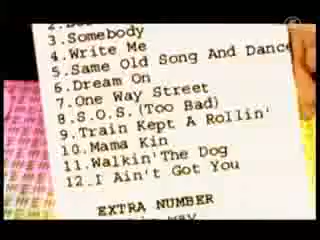 3.Somebody
4.Write Me
5.Same Old Song And Dance
6.Dream On
7.One Way Street
8.S.O.S.(Too Bad)
9.Train Kept A Rollin'
10.Mama Kin
11.Walkin'The Dog
12.I Ain't Got You
EXTRA NUMBER